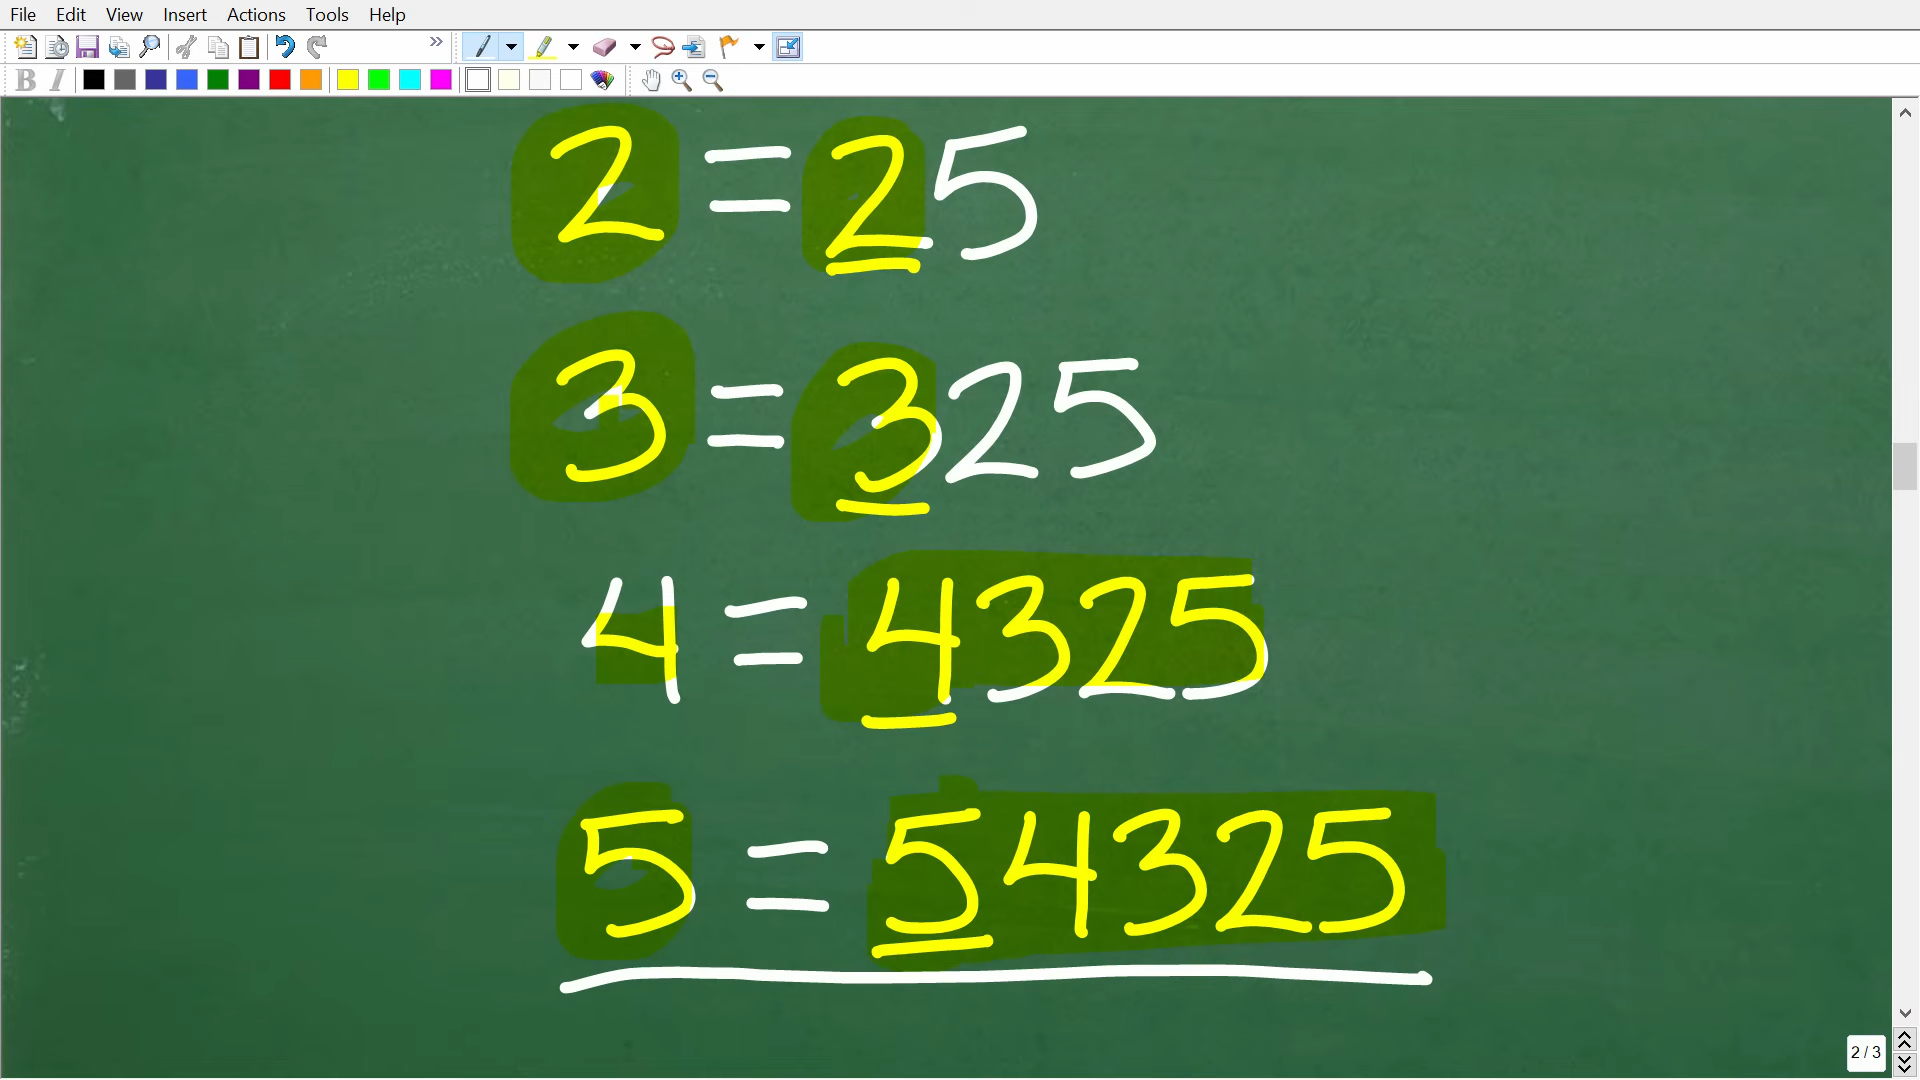 File Edit View Insert Actions Tools Help
B I
2 = 25
3 = 325
4 = 4325
5 = 54325
2 / 3